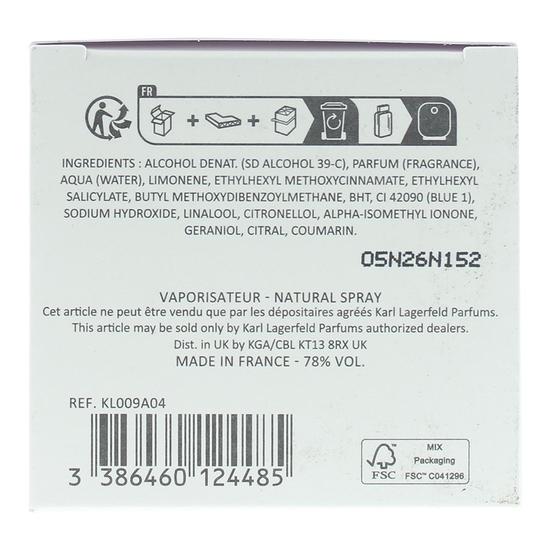 FR
INGREDIENTS : ALCOHOL DENAT. (SD ALCOHOL 39-C), PARFUM (FRAGRANCE),
AQUA (WATER), LIMONENE, ETHYLHEXYL METHOXYCINNAMATE, ETHYLHEXYL
SALICYLATE, BUTYL METHOXYDIBENZOYLMETHANE, BHT, CI 42090 (BLUE 1),
SODIUM HYDROXIDE, LINALOOL, CITRONELLOL, ALPHA-ISOMETHYL IONONE,
GERANIOL, CITRAL, COUMARIN.
05N26N152
VAPORISATEUR - NATURAL SPRAY
Cet article ne peut être vendu que par les dépositaires agréés Karl Lagerfeld Parfums.
This article may be sold only by Karl Lagerfeld Parfums authorized dealers.
Dist. in UK by KGA/CBL KT13 8RX UK
MADE IN FRANCE - 78% VOL.
REF. KL009A04
3 386460 124485
FSC
MIX
Packaging
FSC™ C041296